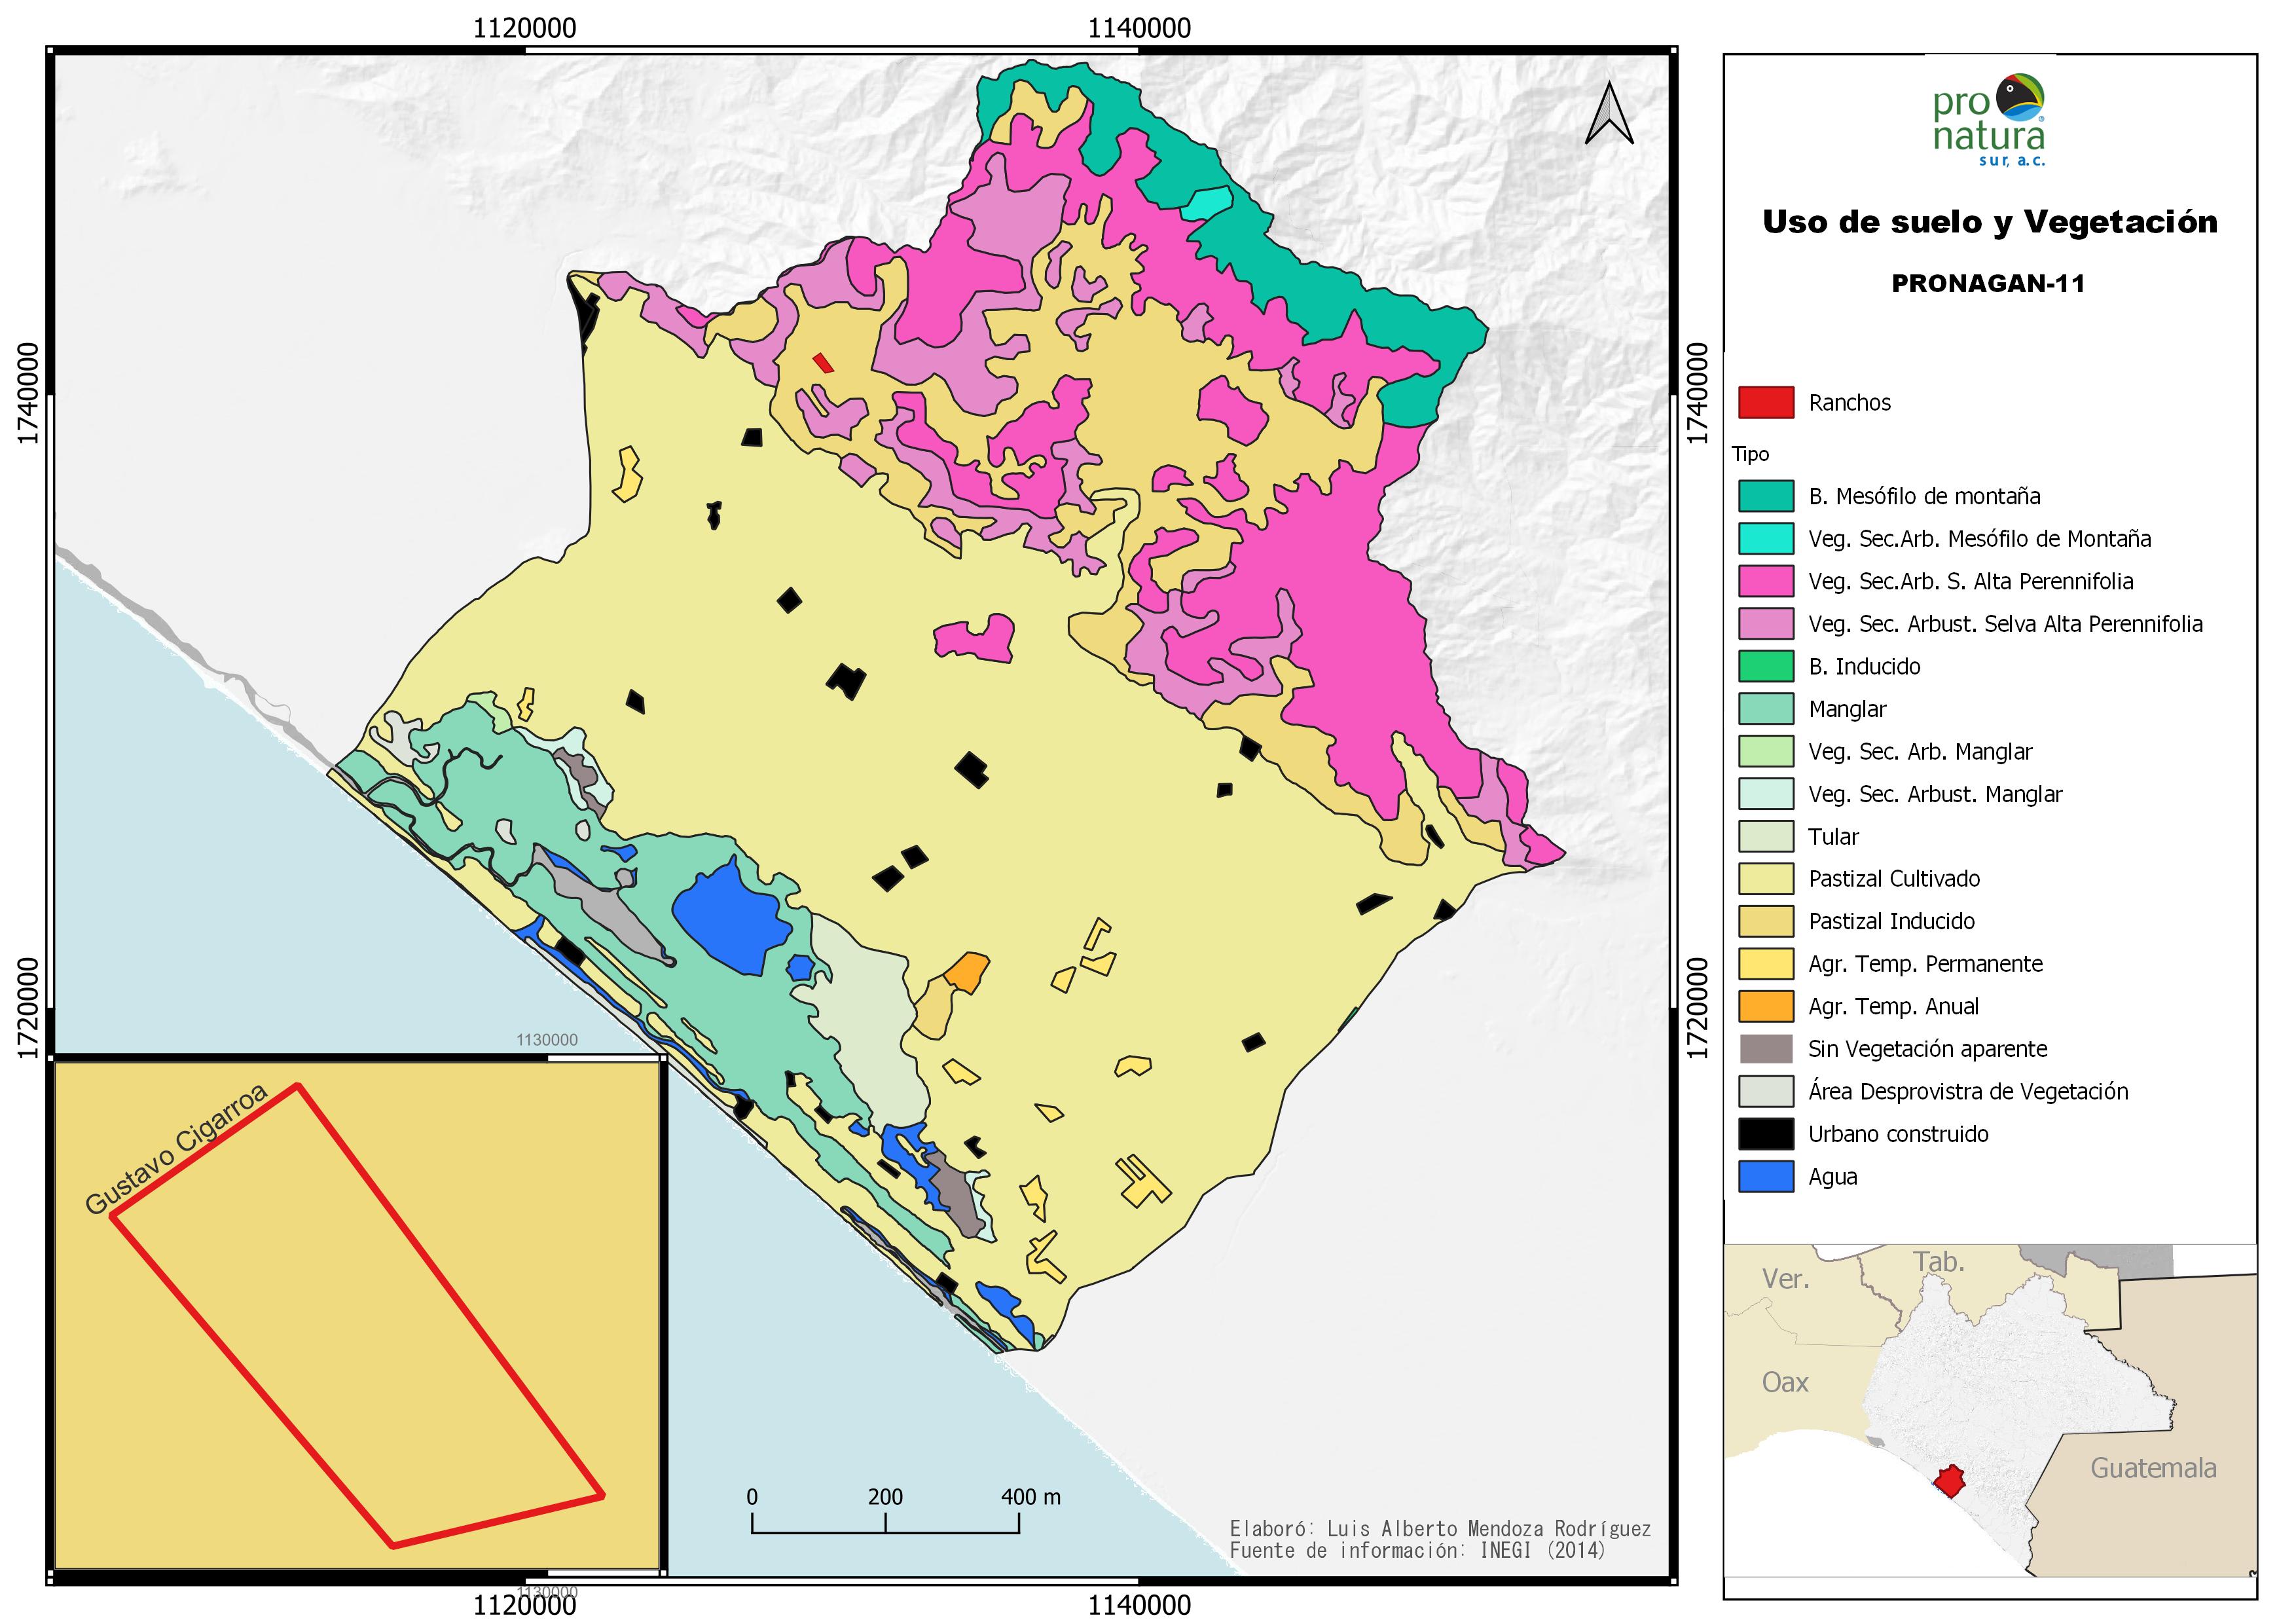 1120000
1140000
1740000
1740000
1720000
1720000
1130000
Gustavo Cigarroa
1130000
1120000
1140000
0 200 400 m
Elaboró: Luis Alberto Mendoza Rodríguez
Fuente de información: INEGI (2014)
pro
natura
sur, a.c.
Uso de suelo y Vegetación
PRONAGAN-11
Ranchos
Tipo
B. Mesófilo de montaña
Veg. Sec.Arb. Mesófilo de Montaña
Veg. Sec.Arb. S. Alta Perennifolia
Veg. Sec. Arbust. Selva Alta Perennifolia
B. Inducido
Manglar
Veg. Sec. Arb. Manglar
Veg. Sec. Arbust. Manglar
Tular
Pastizal Cultivado
Pastizal Inducido
Agr. Temp. Permanente
Agr. Temp. Anual
Sin Vegetación aparente
Área Desprovistra de Vegetación
Urbano construido
Agua
Ver.
Tab.
Oax
Guatemala